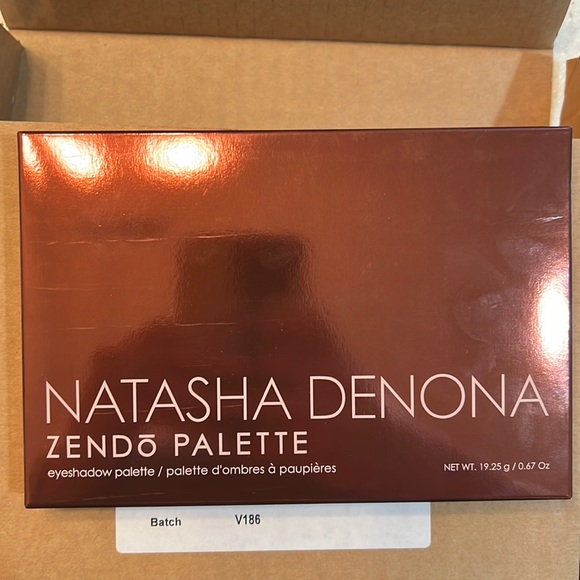 NATASHA DENONA
ZENDŌ PALETTE
eyeshadow palette / palette d'ombres à paupières
NET WT. 19.25 g / 0.67 Oz
Batch V186